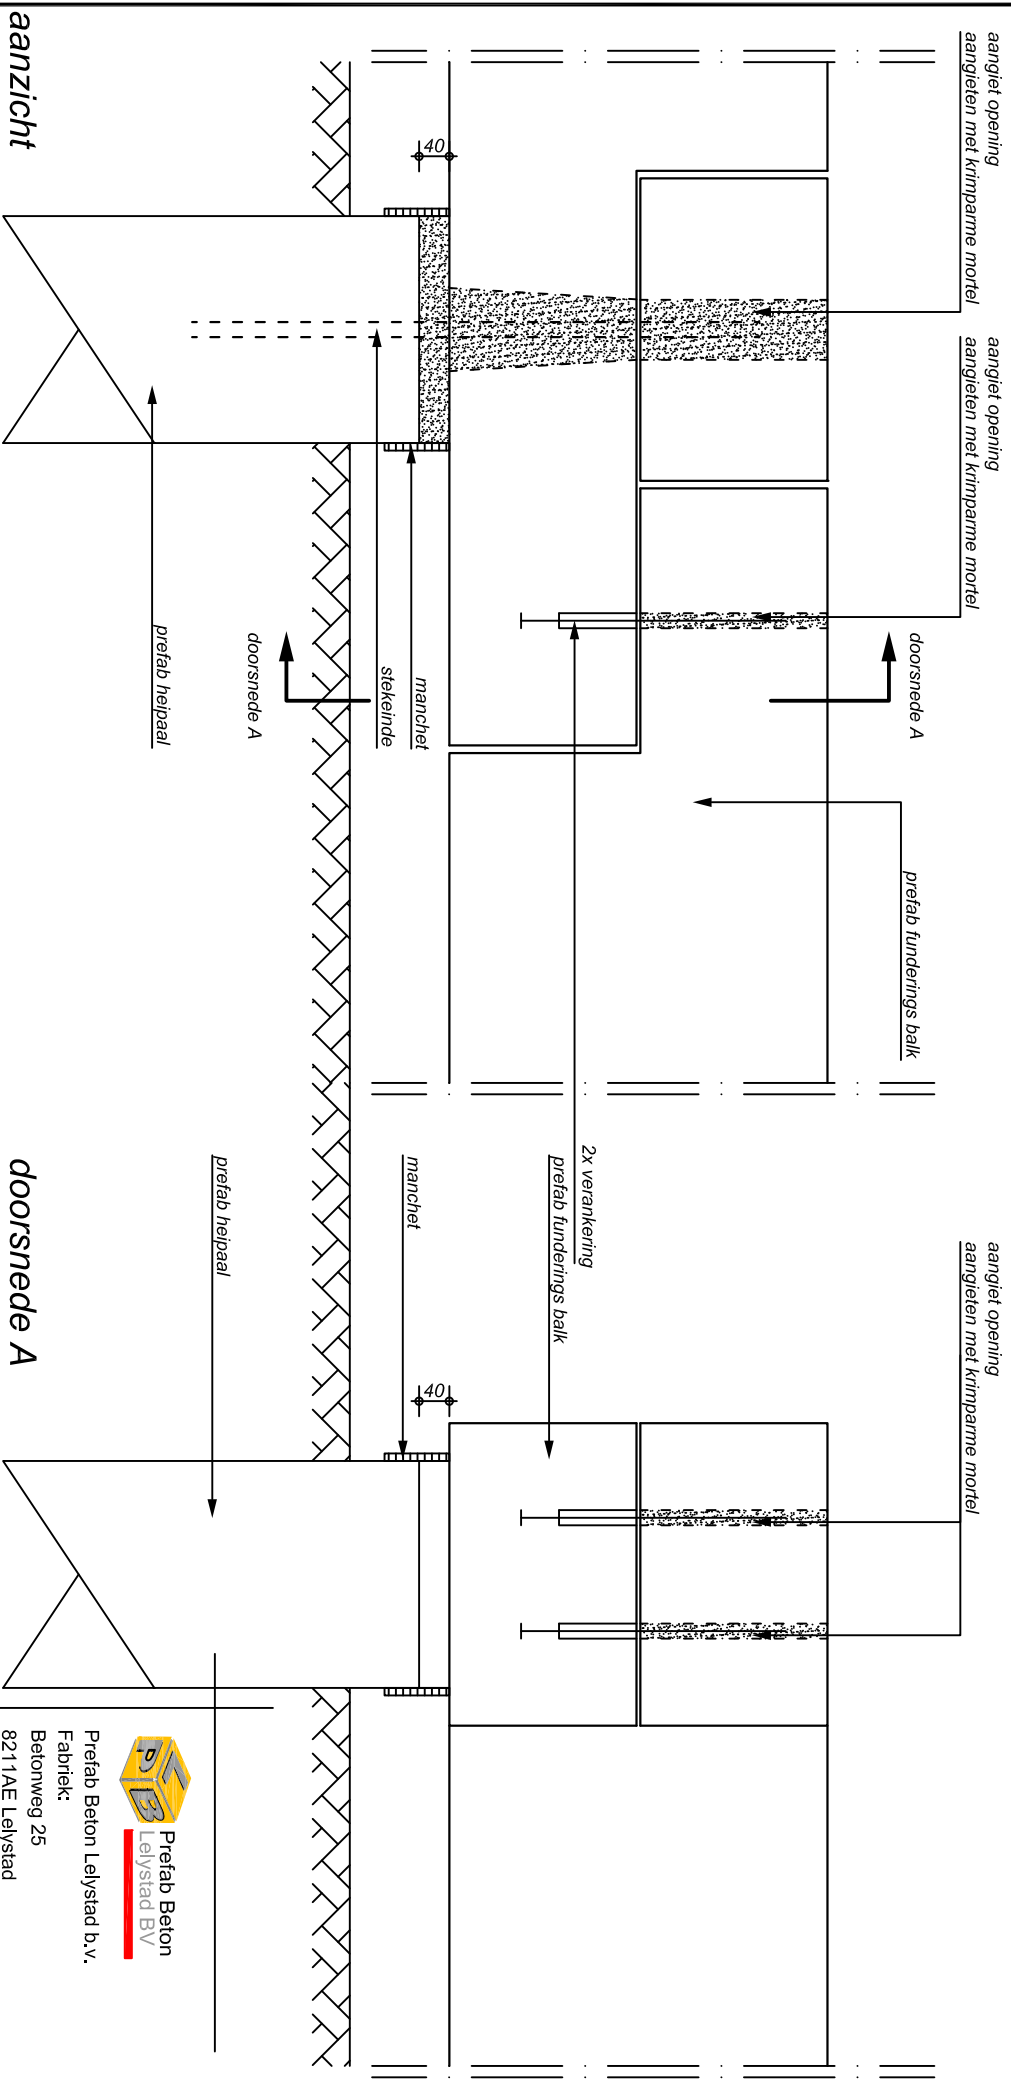 aangiet opening
aangieten met krimparme mortel
aangiet opening
aangieten met krimparme mortel
aangiet opening
aangieten met krimparme mortel
doorsnede A
prefab funderings balk
2x verankering
prefab funderings balk
40
40
manchet
stekeinde
manchet
doorsnede A
prefab heipaal
prefab heipaal
aanzicht
doorsnede A
LPB
Prefab Beton
Lelystad BV
Prefab Beton Lelystad b.v.
Fabriek:
Betonweg 25
8211AE Lelystad